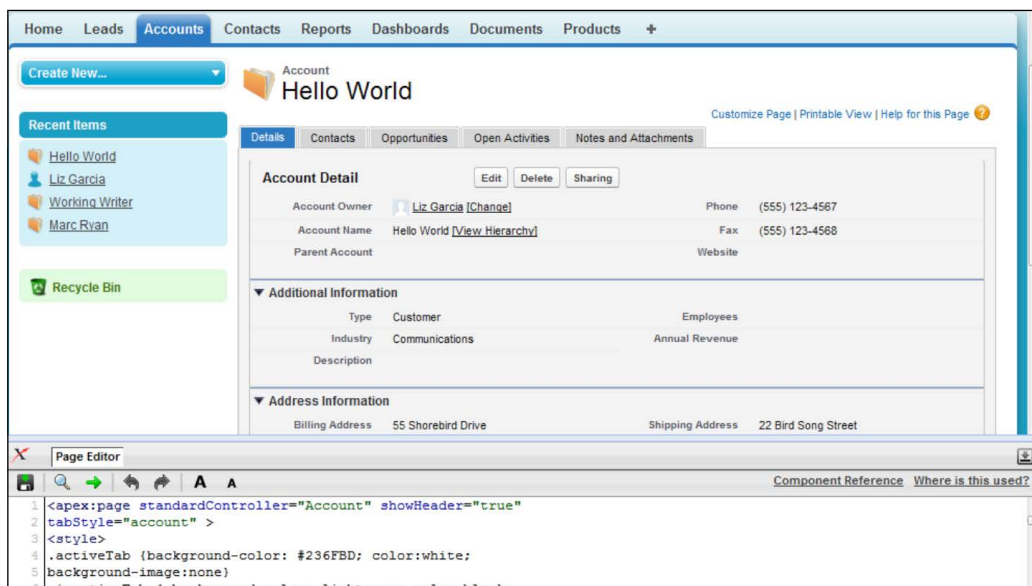 Home Leads Accounts Contacts Reports Dashboards Documents Products +
Create New...
Recent Items
Hello World
Liz Garcia
Working Writer
Marc Ryan
Recycle Bin
Account
Hello World
Customize Page | Printable View | Help for this Page ?
Details Contacts Opportunities Open Activities Notes and Attachments
Account Detail Edit Delete Sharing
Account Owner Liz Garcia [Change] Phone (555) 123-4567
Account Name Hello World [View Hierarchy] Fax (555) 123-4568
Parent Account Website
Additional Information
Type Customer Employees
Industry Communications Annual Revenue
Description
Address Information
Billing Address 55 Shorebird Drive Shipping Address 22 Bird Song Street
Page Editor
A A Component Reference Where is this used?
1 <apex:page standardController="Account" showHeader="true"
2 tabStyle="account" >
3 <style>
4 .activeTab {background-color: #236FBD; color:white;
5 background-image:none}